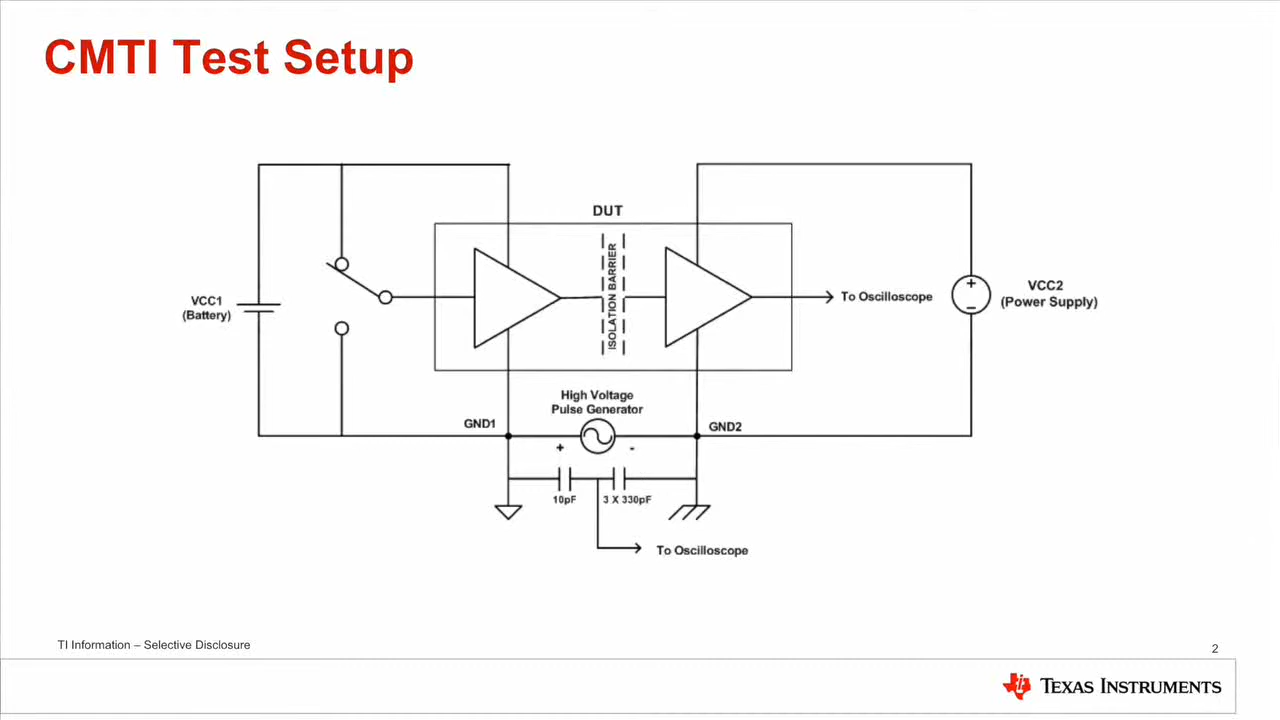 CMTI Test Setup
DUT
VCC1
(Battery)
ISOLATION BARRIER
To Oscilloscope
+
–
VCC2
(Power Supply)
High Voltage
Pulse Generator
GND1
GND2
+
-
10pF
3 X 330pF
To Oscilloscope
TI Information – Selective Disclosure
2
TEXAS INSTRUMENTS